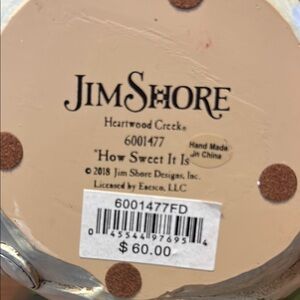 JIM SHORE
Heartwood Creek®
6001477
"How Sweet It Is"
Hand Made
In China
© 2018 Jim Shore Designs, Inc.
Licensed by Enesco, LLC
6001477FD
0 45544 97695 4
$ 60.00